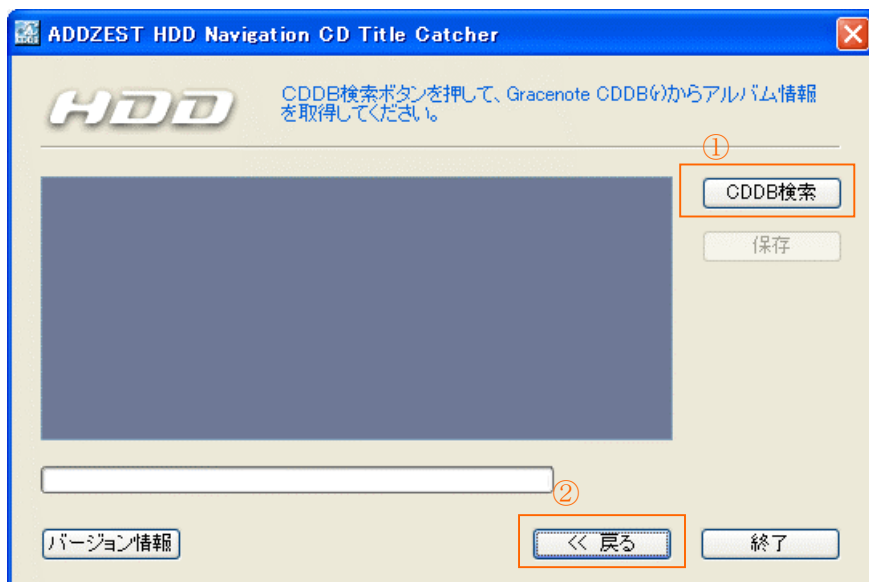 ADDZEST HDD Navigation CD Title Catcher
HDD
CDDB検索ボタンを押して、Gracenote CDDB(r)からアルバム情報
を取得してください。
①
CDDB検索
保存
②
バージョン情報
<< 戻る
終了